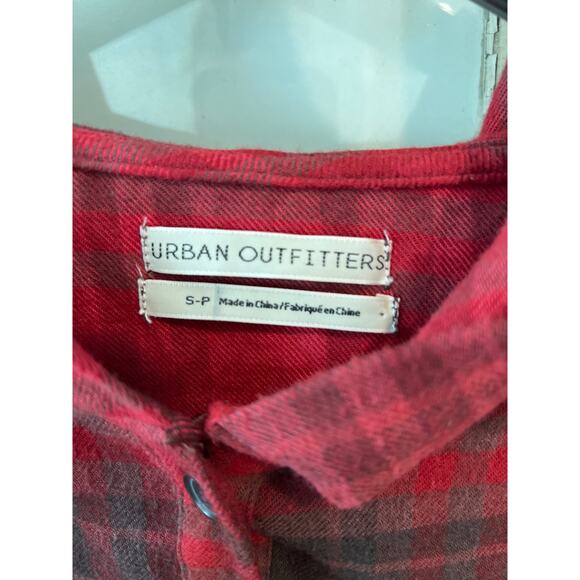 URBAN OUTFITTERS
S-P Made in China/Fabriqué en Chine